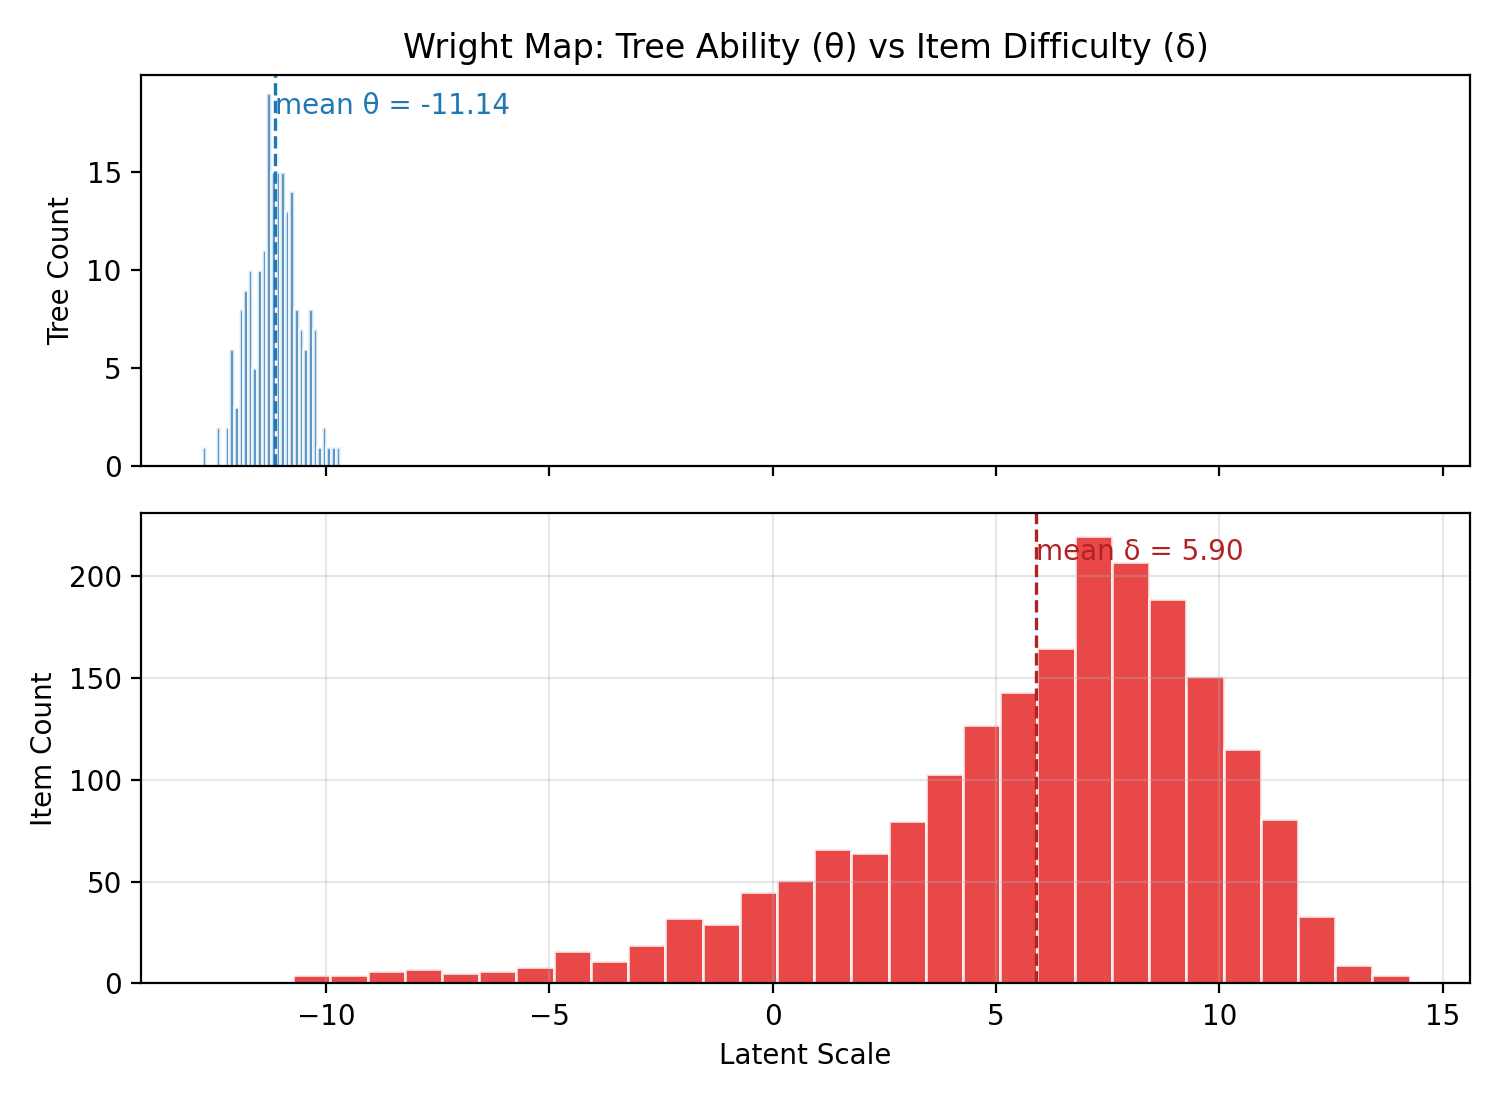 Wright Map: Tree Ability (θ) vs Item Difficulty (δ)
mean θ = -11.14
Tree Count
15
10
5
0
mean δ = 5.90
Item Count
200
150
100
50
0
−10 −5 0 5 10 15
Latent Scale